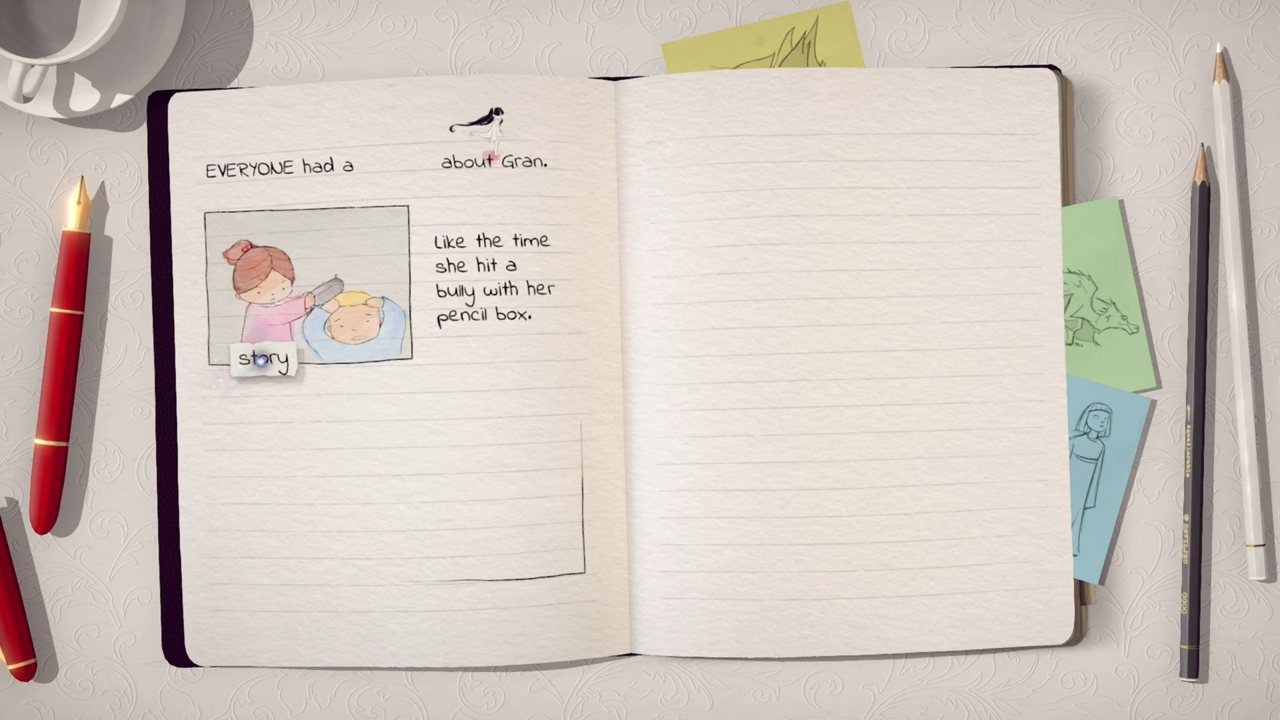 EVERYONE had a about Gran.
Like the time
she hit a
bully with her
pencil box.
story